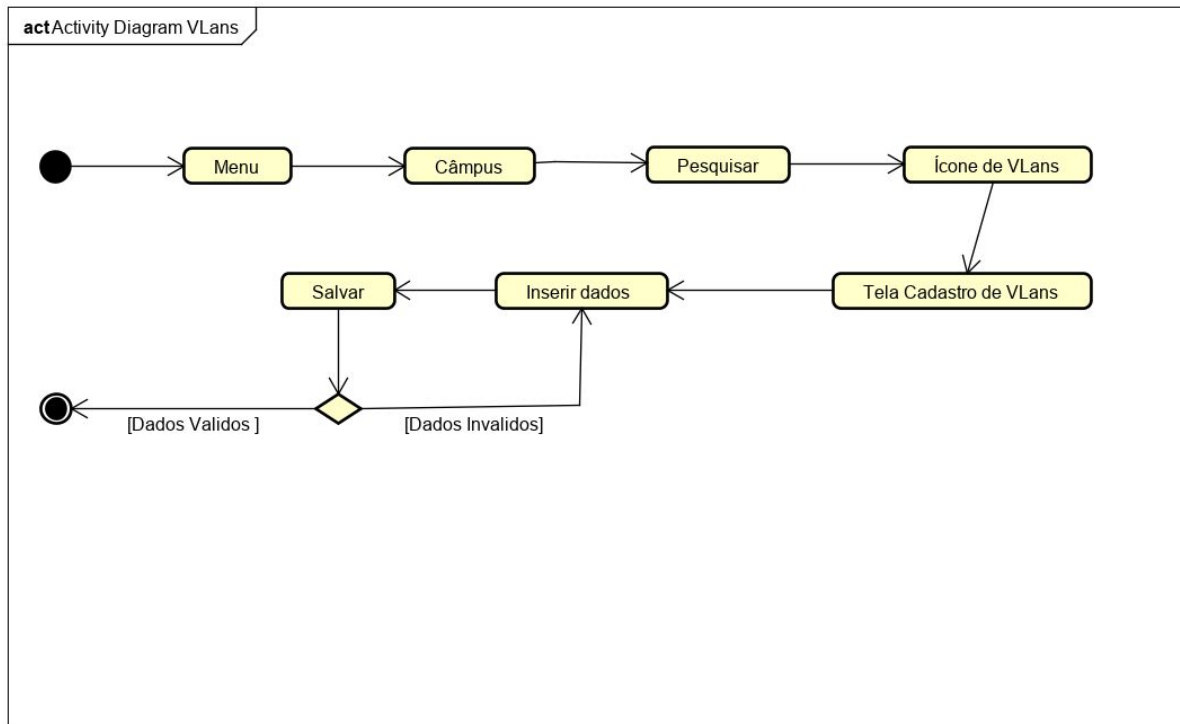 act Activity Diagram VLans
Menu
Câmpus
Pesquisar
Ícone de VLans
Salvar
Inserir dados
Tela Cadastro de VLans
[Dados Validos ]
[Dados Invalidos]